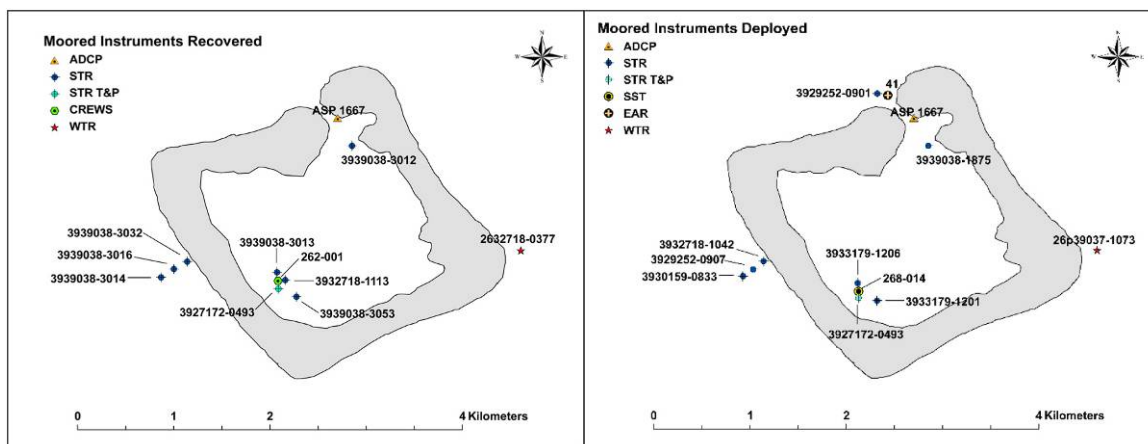 Moored Instruments Recovered
ADCP
STR
STR T&P
CREWS
WTR
N
W
E
S
ASP 1667
3939038-3012
3939038-3032
3939038-3016
3939038-3014
3939038-3013
262-001
3932718-1113
3927172-0493
3939038-3053
2632718-0377
0 1 2 4 Kilometers
Moored Instruments Deployed
ADCP
STR
STR T&P
SST
EAR
WTR
N
W
E
S
41
3929252-0901
ASP 1667
3939038-1875
3932718-1042
3929252-0907
3930159-0833
3933179-1206
268-014
3933179-1201
3927172-0493
26p39037-1073
0 1 2 4 Kilometers